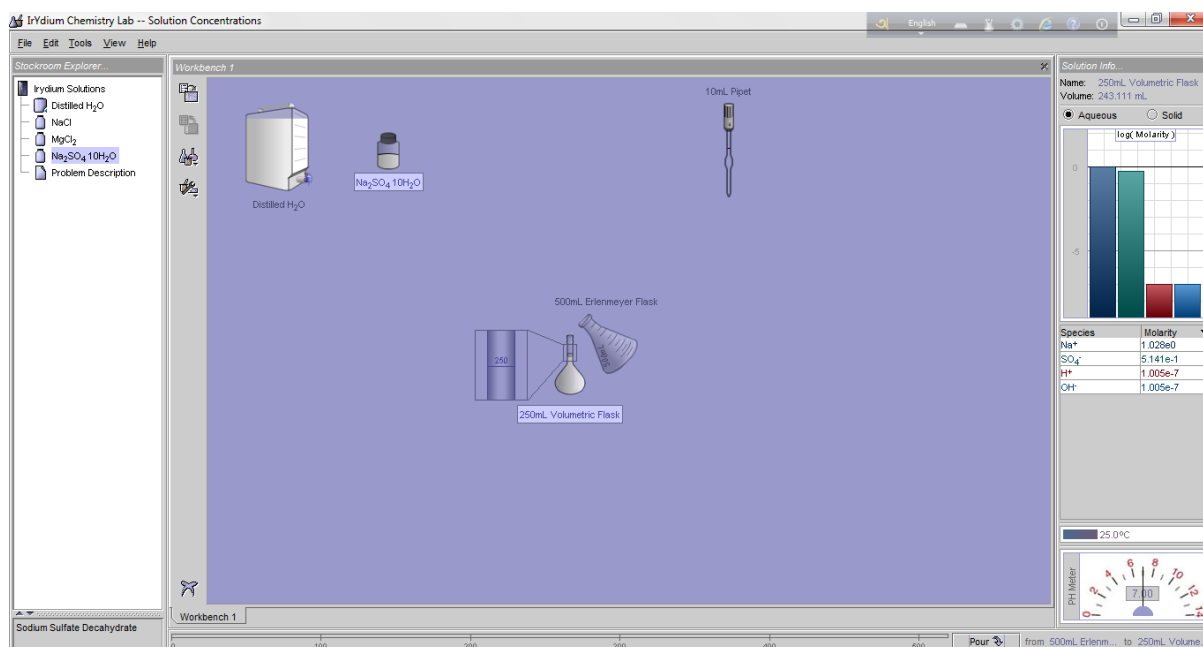 IrYdium Chemistry Lab -- Solution Concentrations
English
File Edit Tools View Help
Stockroom Explorer...
Irydium Solutions
Distilled H₂O
NaCl
MgCl₂
Na₂SO₄ 10H₂O
Problem Description
Sodium Sulfate Decahydrate
Workbench 1
Distilled H₂O
Na₂SO₄ 10H₂O
10mL Pipet
500mL Erlenmeyer Flask
500ML
250
250mL Volumetric Flask
Workbench 1
0 100 200 300 400 500
Pour from 500mL Erlenm... to 250mL Volume.
Solution Info...
Name: 250mL Volumetric Flask
Volume: 243.111 mL
Aqueous Solid
log( Molarity )
0
-5
Species Molarity
Na⁺ 1.028e0
SO₄⁻ 5.141e-1
H⁺ 1.005e-7
OH⁻ 1.005e-7
25.0ºC
PH Meter
0 2 4 6 8 10 12 14
7.00